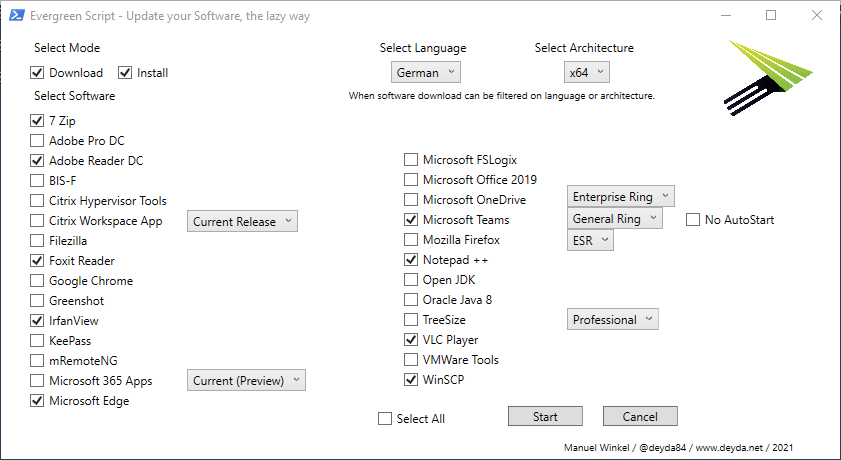 Evergreen Script - Update your Software, the lazy way
Select Mode
Select Language
Select Architecture
Download
Install
German
x64
Select Software
When software download can be filtered on language or architecture.
7 Zip
Adobe Pro DC
Adobe Reader DC
BIS-F
Citrix Hypervisor Tools
Citrix Workspace App
Current Release
Filezilla
Foxit Reader
Google Chrome
Greenshot
IrfanView
KeePass
mRemoteNG
Microsoft 365 Apps
Current (Preview)
Microsoft Edge
Microsoft FSLogix
Microsoft Office 2019
Microsoft OneDrive
Enterprise Ring
Microsoft Teams
General Ring
No AutoStart
Mozilla Firefox
ESR
Notepad ++
Open JDK
Oracle Java 8
TreeSize
Professional
VLC Player
VMWare Tools
WinSCP
Select All
Start
Cancel
Manuel Winkel / @deyda84 / www.deyda.net / 2021